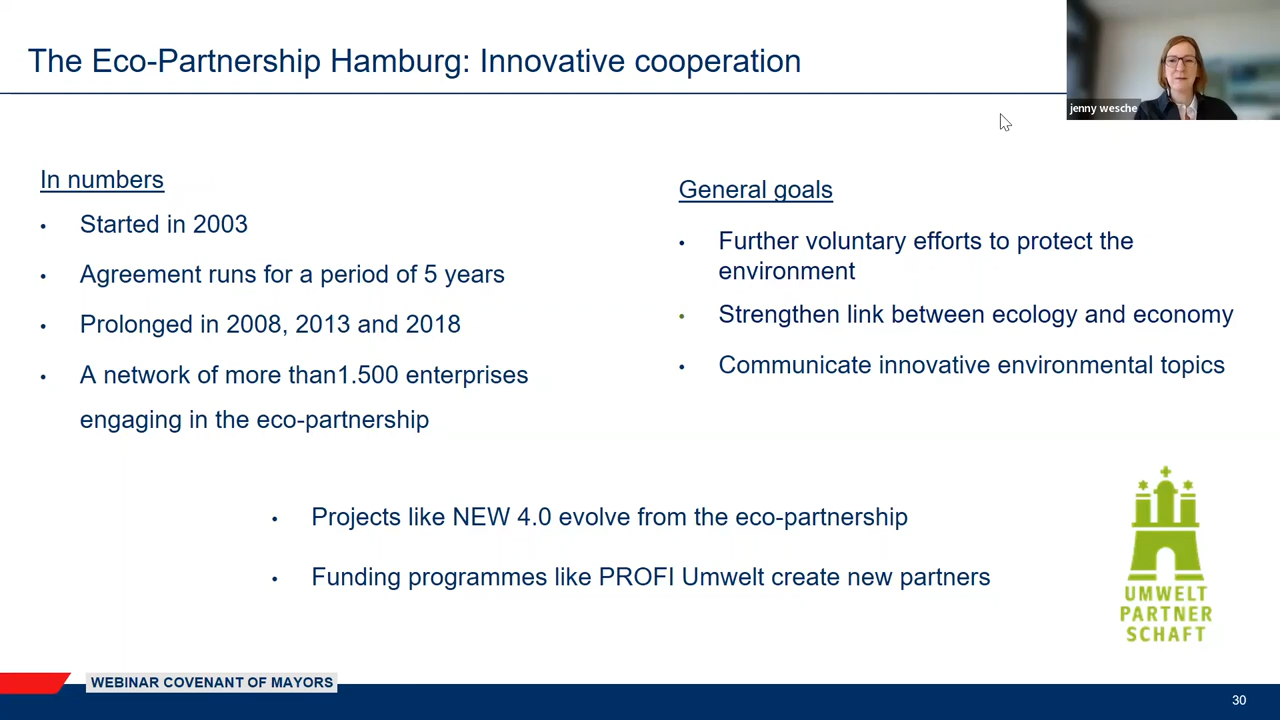 The Eco-Partnership Hamburg: Innovative cooperation
jenny wesche
In numbers
• Started in 2003
• Agreement runs for a period of 5 years
• Prolonged in 2008, 2013 and 2018
• A network of more than1.500 enterprises
engaging in the eco-partnership
General goals
• Further voluntary efforts to protect the
environment
• Strengthen link between ecology and economy
• Communicate innovative environmental topics
• Projects like NEW 4.0 evolve from the eco-partnership
• Funding programmes like PROFI Umwelt create new partners
UMWELT
PARTNER
SCHAFT
WEBINAR COVENANT OF MAYORS
30